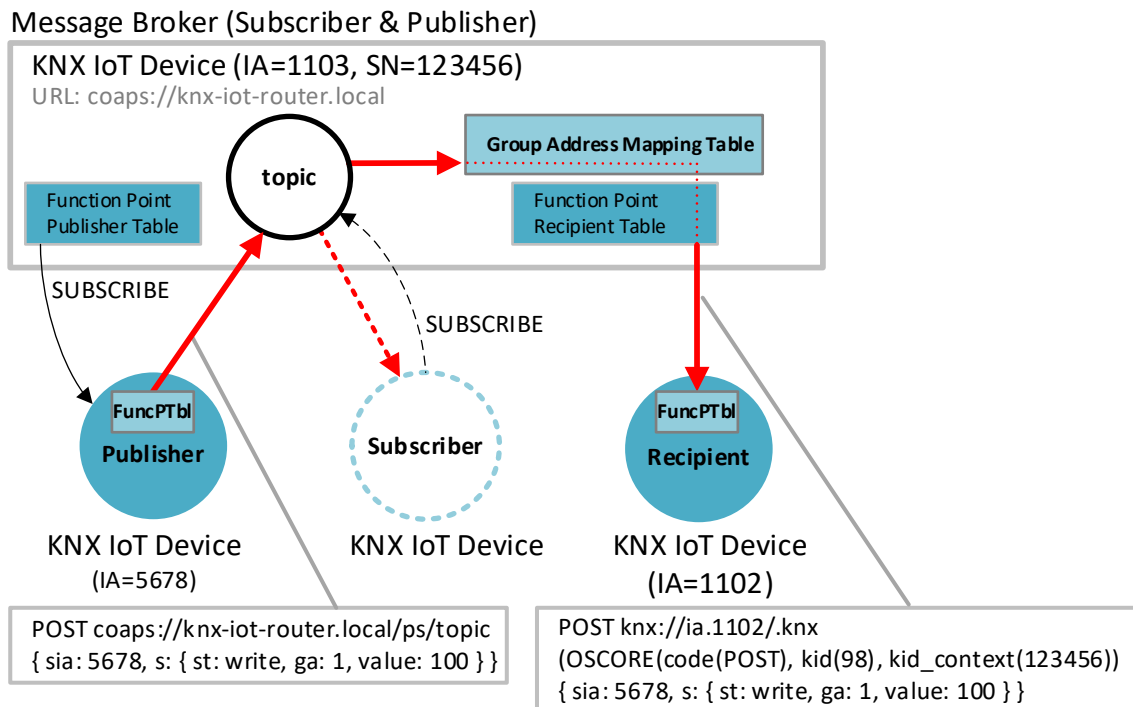 Message Broker (Subscriber & Publisher)
KNX IoT Device (IA=1103, SN=123456)
URL: coaps://knx-iot-router.local
topic
Group Address Mapping Table
Function Point
Publisher Table
Function Point
Recipient Table
SUBSCRIBE
SUBSCRIBE
FuncPTbl
Publisher
Subscriber
FuncPTbl
Recipient
KNX IoT Device
(IA=5678)
KNX IoT Device
KNX IoT Device
(IA=1102)
POST coaps://knx-iot-router.local/ps/topic
{ sia: 5678, s: { st: write, ga: 1, value: 100 } }
POST knx://ia.1102/.knx
(OSCORE(code(POST), kid(98), kid_context(123456))
{ sia: 5678, s: { st: write, ga: 1, value: 100 } }